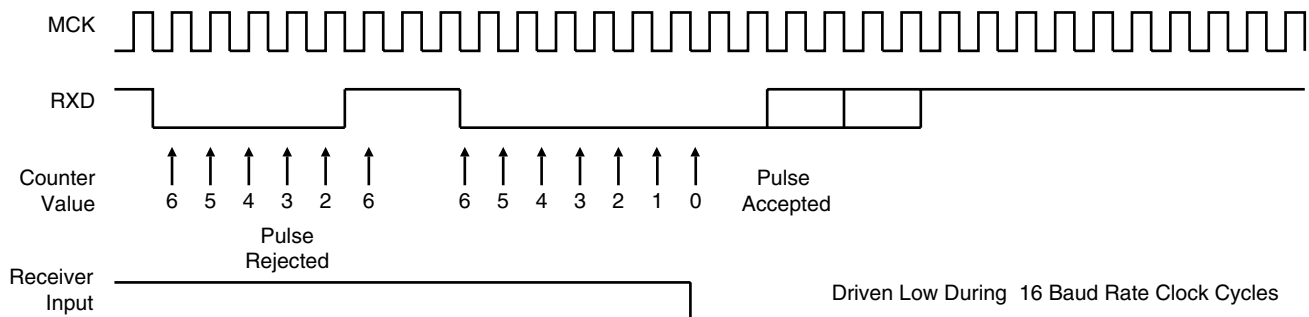 MCK
RXD
Counter
Value
6 5 4 3 2 6 6 5 4 3 2 1 0
Pulse
Accepted
Pulse
Rejected
Receiver
Input
Driven Low During 16 Baud Rate Clock Cycles